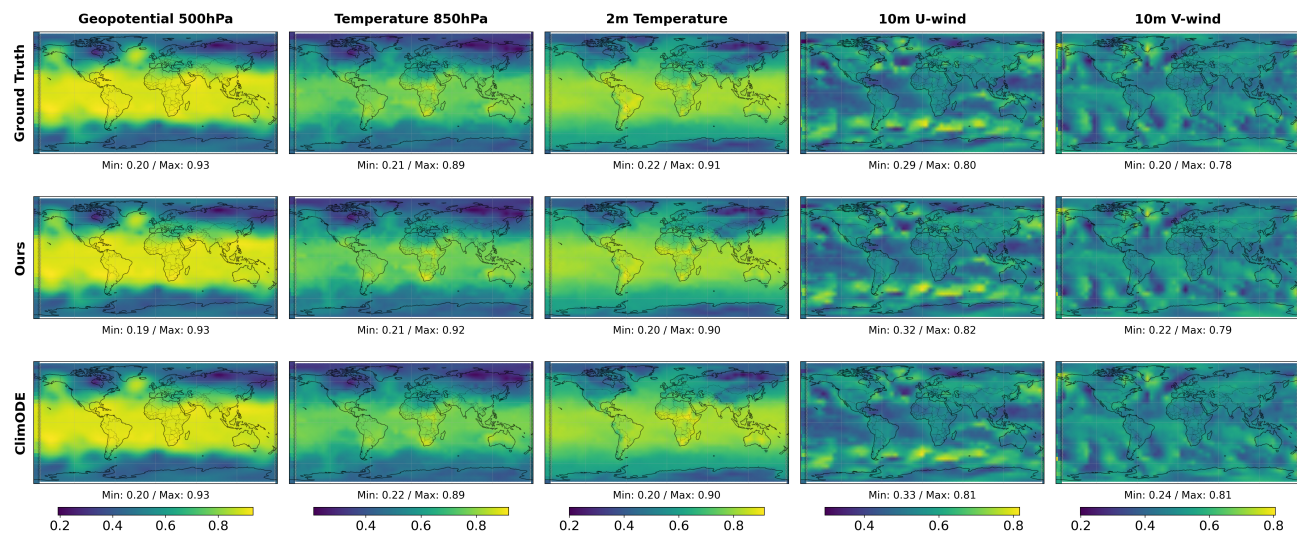 Geopotential 500hPa Temperature 850hPa 2m Temperature 10m U-wind 10m V-wind
Ground Truth
Min: 0.20 / Max: 0.93 Min: 0.21 / Max: 0.89 Min: 0.22 / Max: 0.91 Min: 0.29 / Max: 0.80 Min: 0.20 / Max: 0.78
Ours
Min: 0.19 / Max: 0.93 Min: 0.21 / Max: 0.92 Min: 0.20 / Max: 0.90 Min: 0.32 / Max: 0.82 Min: 0.22 / Max: 0.79
ClimODE
Min: 0.20 / Max: 0.93 Min: 0.22 / Max: 0.89 Min: 0.20 / Max: 0.90 Min: 0.33 / Max: 0.81 Min: 0.24 / Max: 0.81
0.2 0.4 0.6 0.8 0.4 0.6 0.8 0.2 0.4 0.6 0.8 0.4 0.6 0.8 0.2 0.4 0.6 0.8